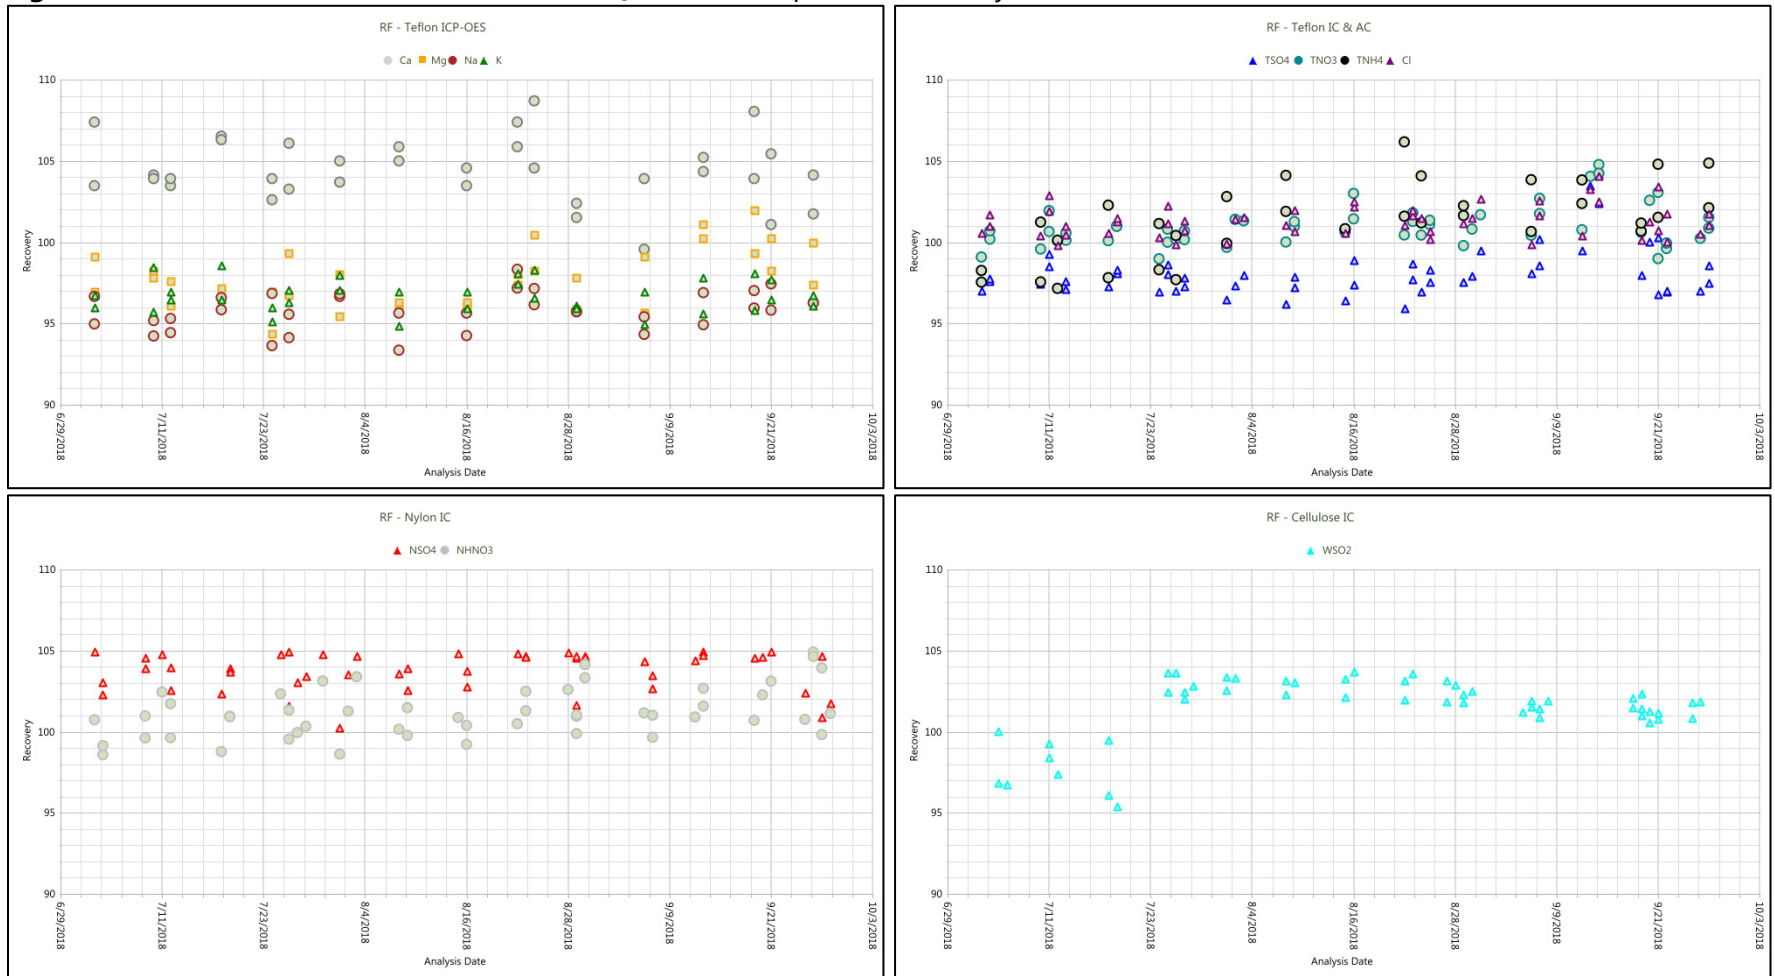 RF - Teflon ICP-OES
Ca Mg Na K
110
105
100
95
90
Recovery
6/29/2018 7/11/2018 7/23/2018 8/4/2018 8/16/2018 8/28/2018 9/9/2018 9/21/2018 10/3/2018
Analysis Date
RF - Teflon IC & AC
TSO4 TNO3 TNH4 Cl
110
105
100
95
90
Recovery
6/29/2018 7/11/2018 7/23/2018 8/4/2018 8/16/2018 8/28/2018 9/9/2018 9/21/2018 10/3/2018
Analysis Date
RF - Nylon IC
NSO4 NHNO3
110
105
100
95
90
Recovery
6/29/2018 7/11/2018 7/23/2018 8/4/2018 8/16/2018 8/28/2018 9/9/2018 9/21/2018 10/3/2018
Analysis Date
RF - Cellulose IC
WSO2
110
105
100
95
90
Recovery
6/29/2018 7/11/2018 7/23/2018 8/4/2018 8/16/2018 8/28/2018 9/9/2018 9/21/2018 10/3/2018
Analysis Date